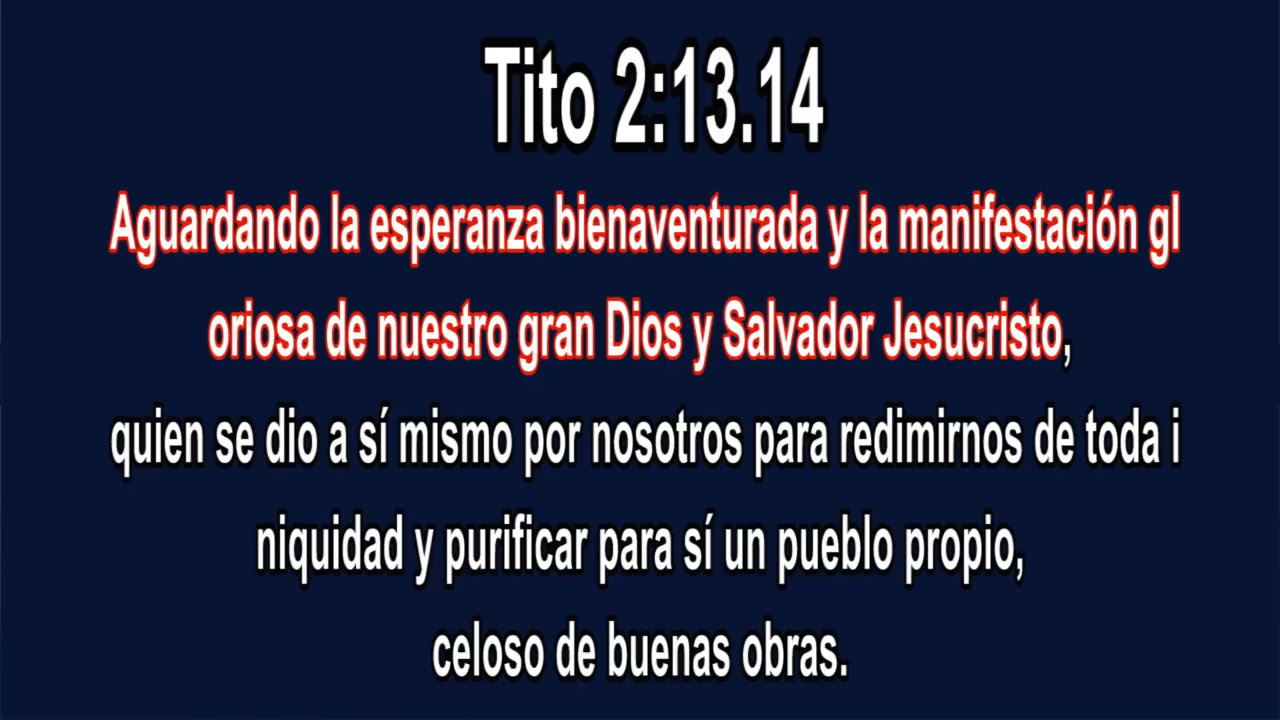 Tito 2:13.14
Aguardando la esperanza bienaventurada y la manifestación gl
oriosa de nuestro gran Dios y Salvador Jesucristo,
quien se dio a sí mismo por nosotros para redimirnos de toda i
niquidad y purificar para sí un pueblo propio,
celoso de buenas obras.